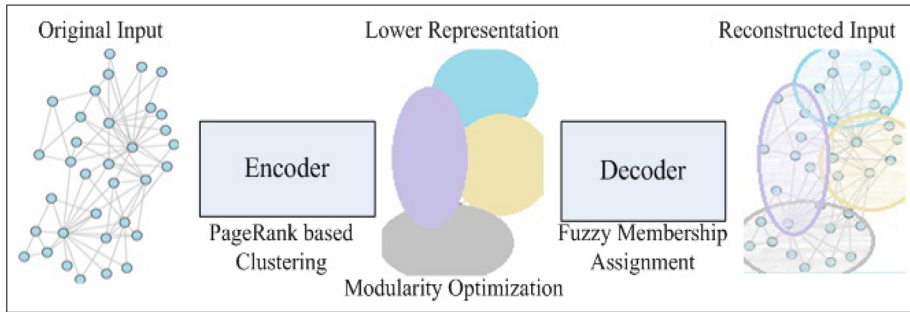 Original Input
Lower Representation
Reconstructed Input
Encoder
Decoder
PageRank based
Clustering
Fuzzy Membership
Assignment
Modularity Optimization